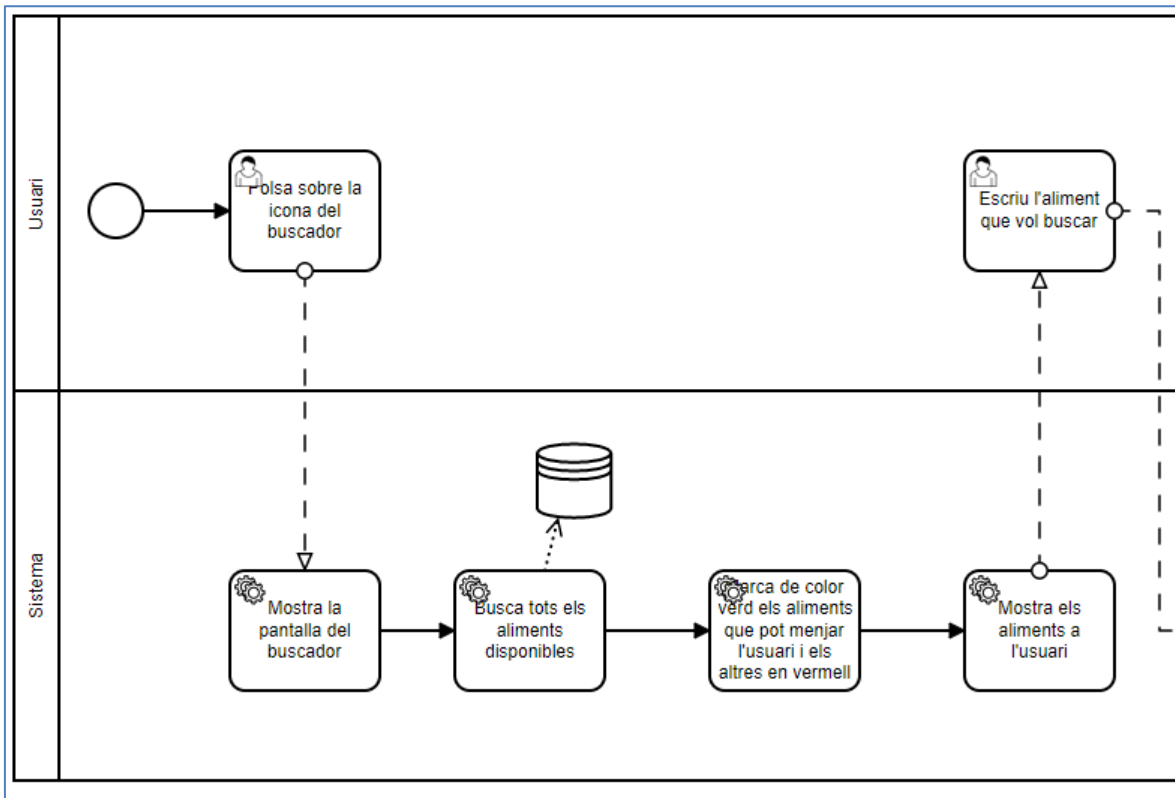 Usuari
Polsa sobre la
icona del
buscador
Escriu l'aliment
que vol buscar
Sistema
Mostra la
pantalla del
buscador
Busca tots els
aliments
disponibles
Marca de color
verd els aliments
que pot menjar
l'usuari i els
altres en vermell
Mostra els
aliments a
l'usuari